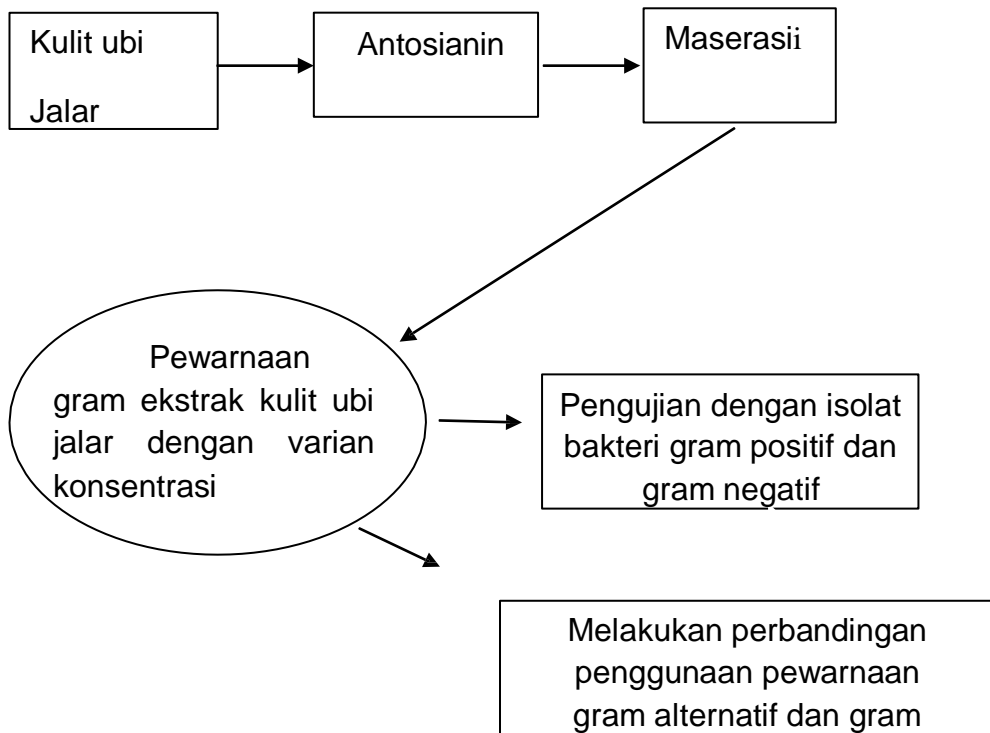 Kulit ubi
Jalar
Antosianin
Maserasii
Pewarnaan
gram ekstrak kulit ubi
jalar dengan varian
konsentrasi
Pengujian dengan isolat
bakteri gram positif dan
gram negatif
Melakukan perbandingan
penggunaan pewarnaan
gram alternatif dan gram